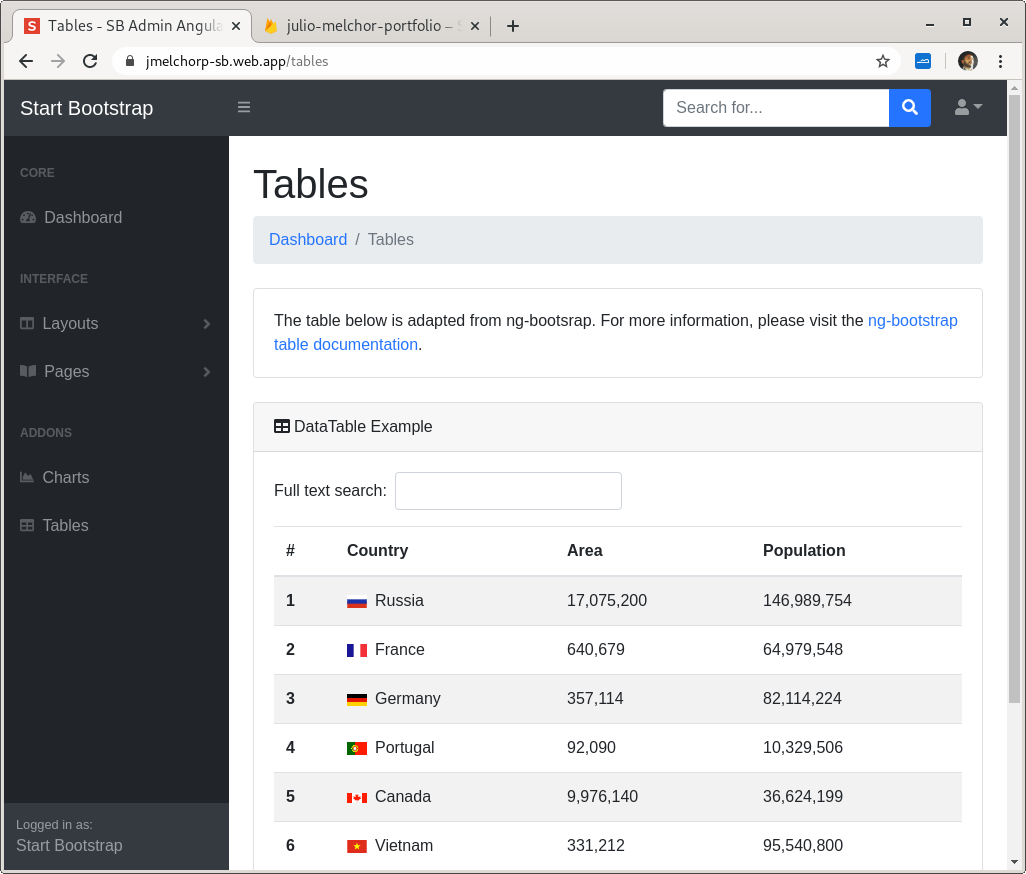 Tables - SB Admin Angula
julio-melchor-portfolio –
jmelchorp-sb.web.app/tables
Start Bootstrap
Search for...
CORE
Dashboard
INTERFACE
Layouts
Pages
ADDONS
Charts
Tables
Logged in as:
Start Bootstrap
Tables
Dashboard / Tables
The table below is adapted from ng-bootsrap. For more information, please visit the ng-bootstrap
table documentation.
DataTable Example
Full text search:
# Country Area Population
1 Russia 17,075,200 146,989,754
2 France 640,679 64,979,548
3 Germany 357,114 82,114,224
4 Portugal 92,090 10,329,506
5 Canada 9,976,140 36,624,199
6 Vietnam 331,212 95,540,800